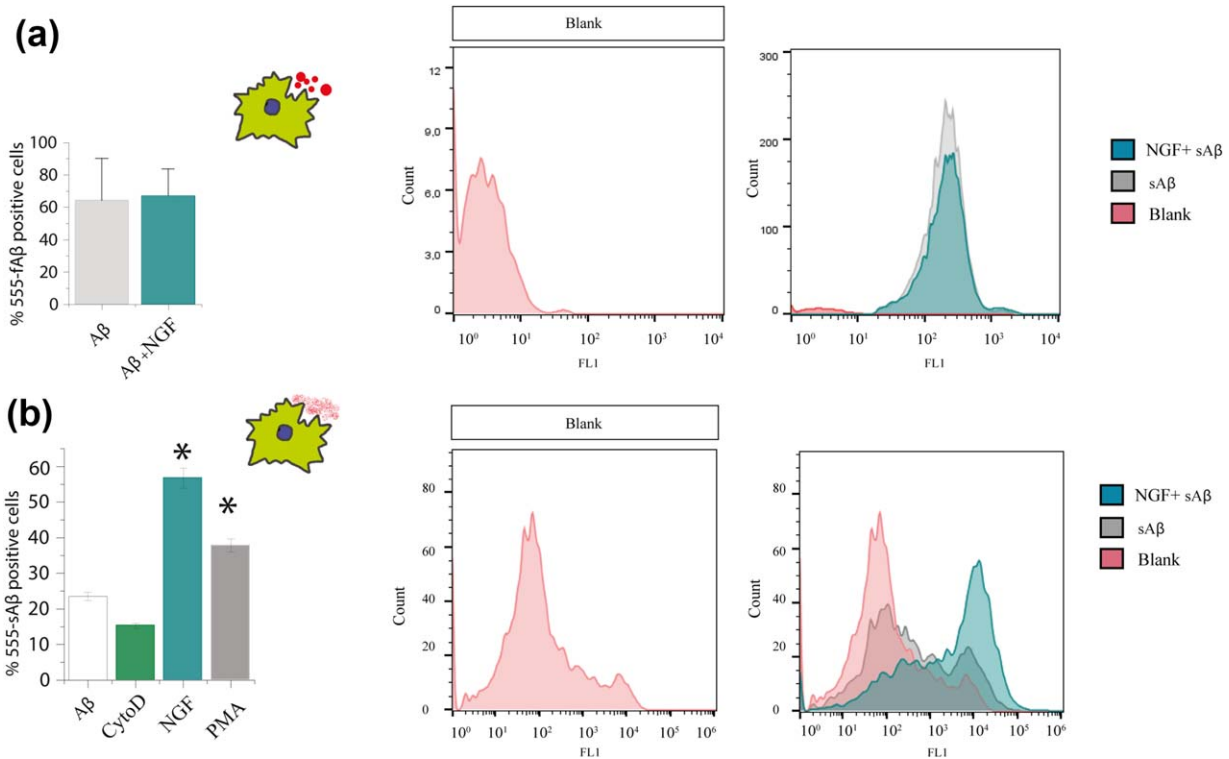 (a)
% 555-fAβ positive cells
100
80
60
40
20
0
Aβ
Aβ+NGF
Blank
Count
12
9,0
6,0
3,0
0
10⁰ 10¹ 10² 10³ 10⁴
FL1
Count
300
200
100
0
10⁰ 10¹ 10² 10³ 10⁴
FL1
NGF+ sAβ
sAβ
Blank
(b)
% 555-sAβ positive cells
60
50
40
30
20
10
0
*
*
Aβ
CytoD
NGF
PMA
Blank
Count
80
60
40
20
0
10⁰ 10¹ 10² 10³ 10⁴ 10⁵ 10⁶
FL1
Count
80
60
40
20
0
10⁰ 10¹ 10² 10³ 10⁴ 10⁵ 10⁶
FL1
NGF+ sAβ
sAβ
Blank